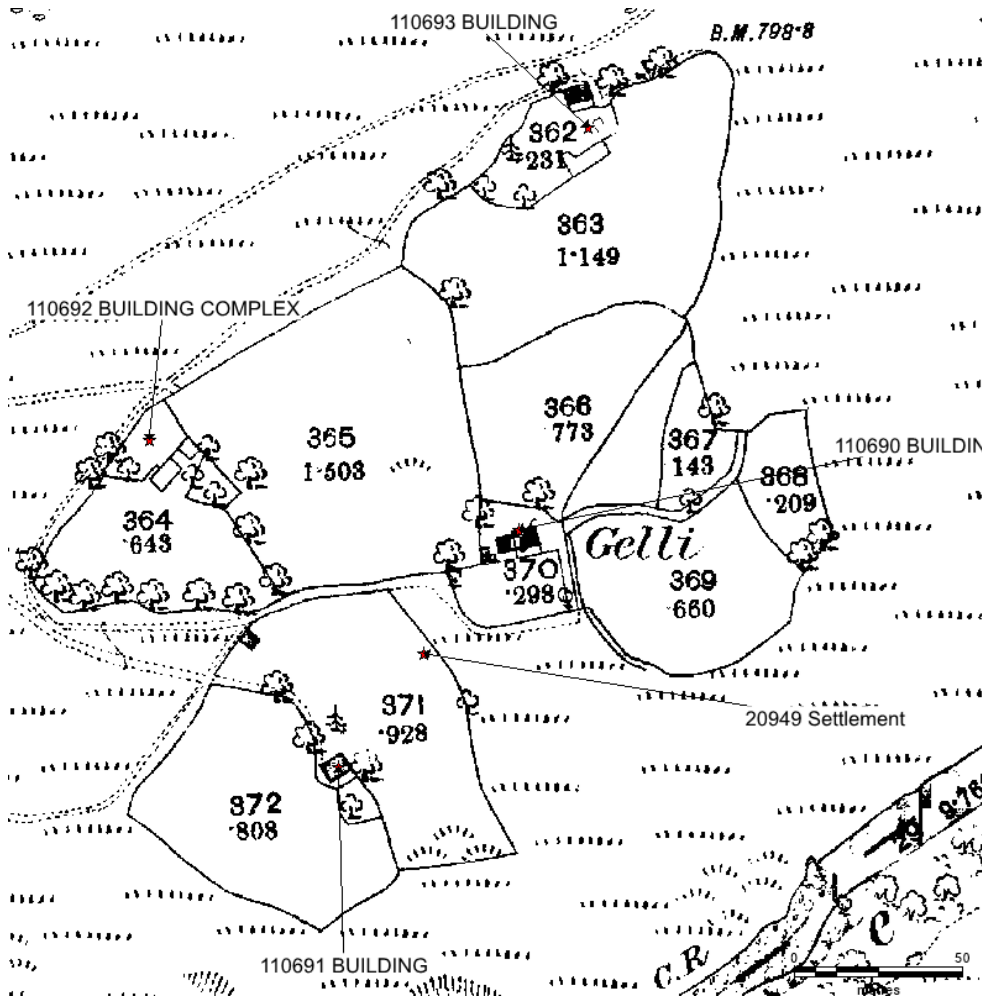 110693 BUILDING
B.M. 798·8
362
·231
363
1·149
110692 BUILDING COMPLEX
365
1·503
366
·773
367
·143
110690 BUILDIN
368
·209
364
·643
Gelli
370
·298
369
·660
371
·928
20949 Settlement
372
·808
C.R
C
0
50
metres
110691 BUILDING